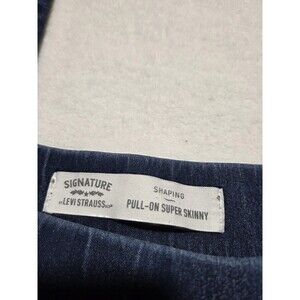 SIGNATURE
BY LEVI STRAUSS & CO.
SHAPING
PULL-ON SUPER SKINNY